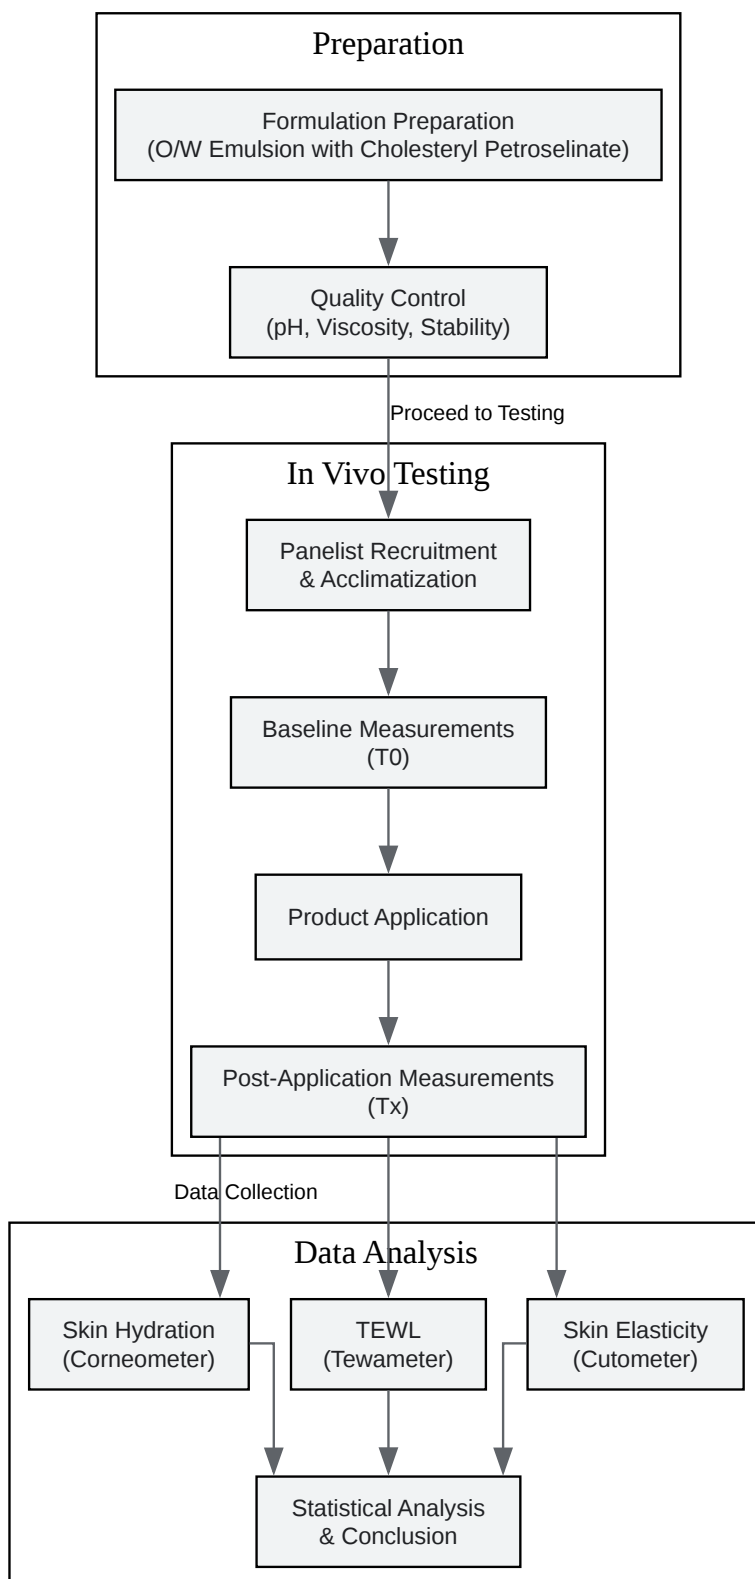 Preparation
Formulation Preparation
(O/W Emulsion with Cholesteryl Petroselinate)
Quality Control
(pH, Viscosity, Stability)
Proceed to Testing
In Vivo Testing
Panelist Recruitment
& Acclimatization
Baseline Measurements
(T0)
Product Application
Post-Application Measurements
(Tx)
Data Collection
Data Analysis
Skin Hydration
(Corneometer)
TEWL
(Tewameter)
Skin Elasticity
(Cutometer)
Statistical Analysis
& Conclusion